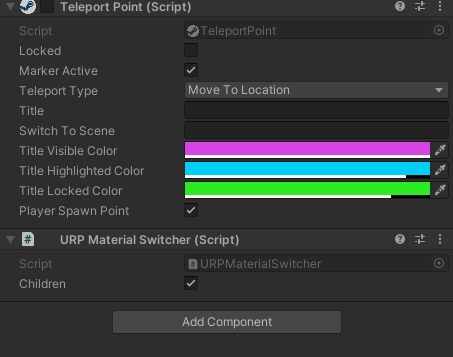 Teleport Point (Script)
Script TeleportPoint
Locked
Marker Active
Teleport Type Move To Location
Title
Switch To Scene
Title Visible Color
Title Highlighted Color
Title Locked Color
Player Spawn Point
# URP Material Switcher (Script)
Script # URPMaterialSwitcher
Children
Add Component